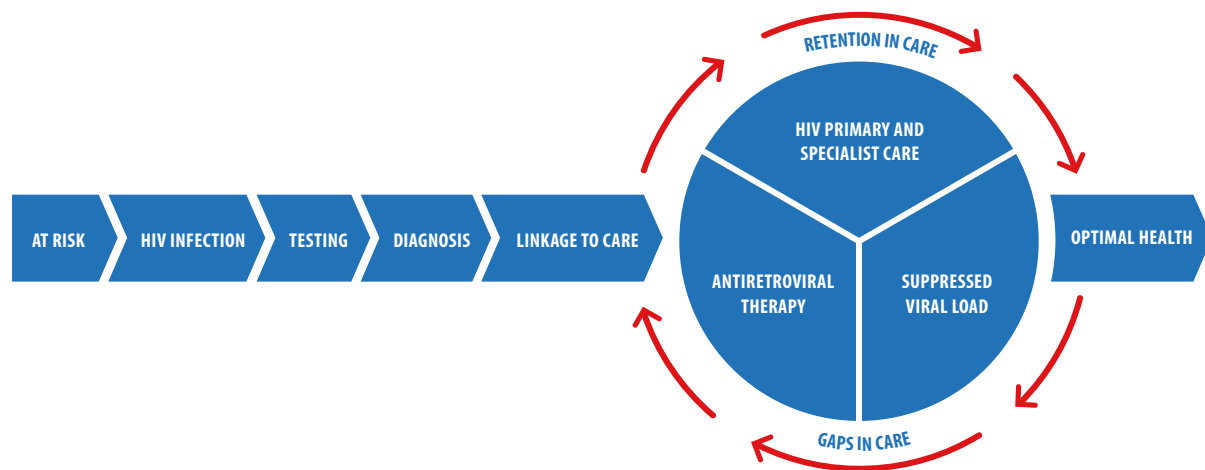 AT RISK
HIV INFECTION
TESTING
DIAGNOSIS
LINKAGE TO CARE
RETENTION IN CARE
HIV PRIMARY AND
SPECIALIST CARE
ANTIRETROVIRAL
THERAPY
SUPPRESSED
VIRAL LOAD
GAPS IN CARE
OPTIMAL HEALTH